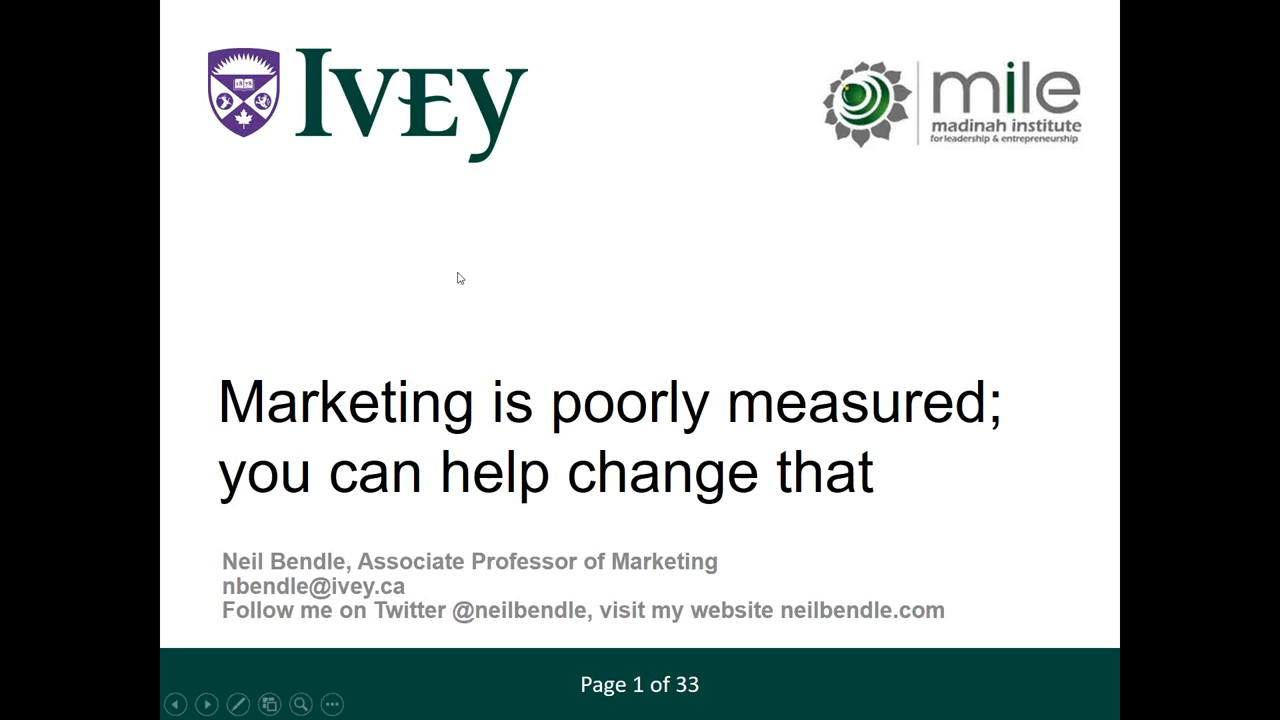 IVEY
mile
madinah institute
for leadership & entrepreneurship
Marketing is poorly measured;
you can help change that
Neil Bendle, Associate Professor of Marketing
nbendle@ivey.ca
Follow me on Twitter @neilbendle, visit my website neilbendle.com
Page 1 of 33